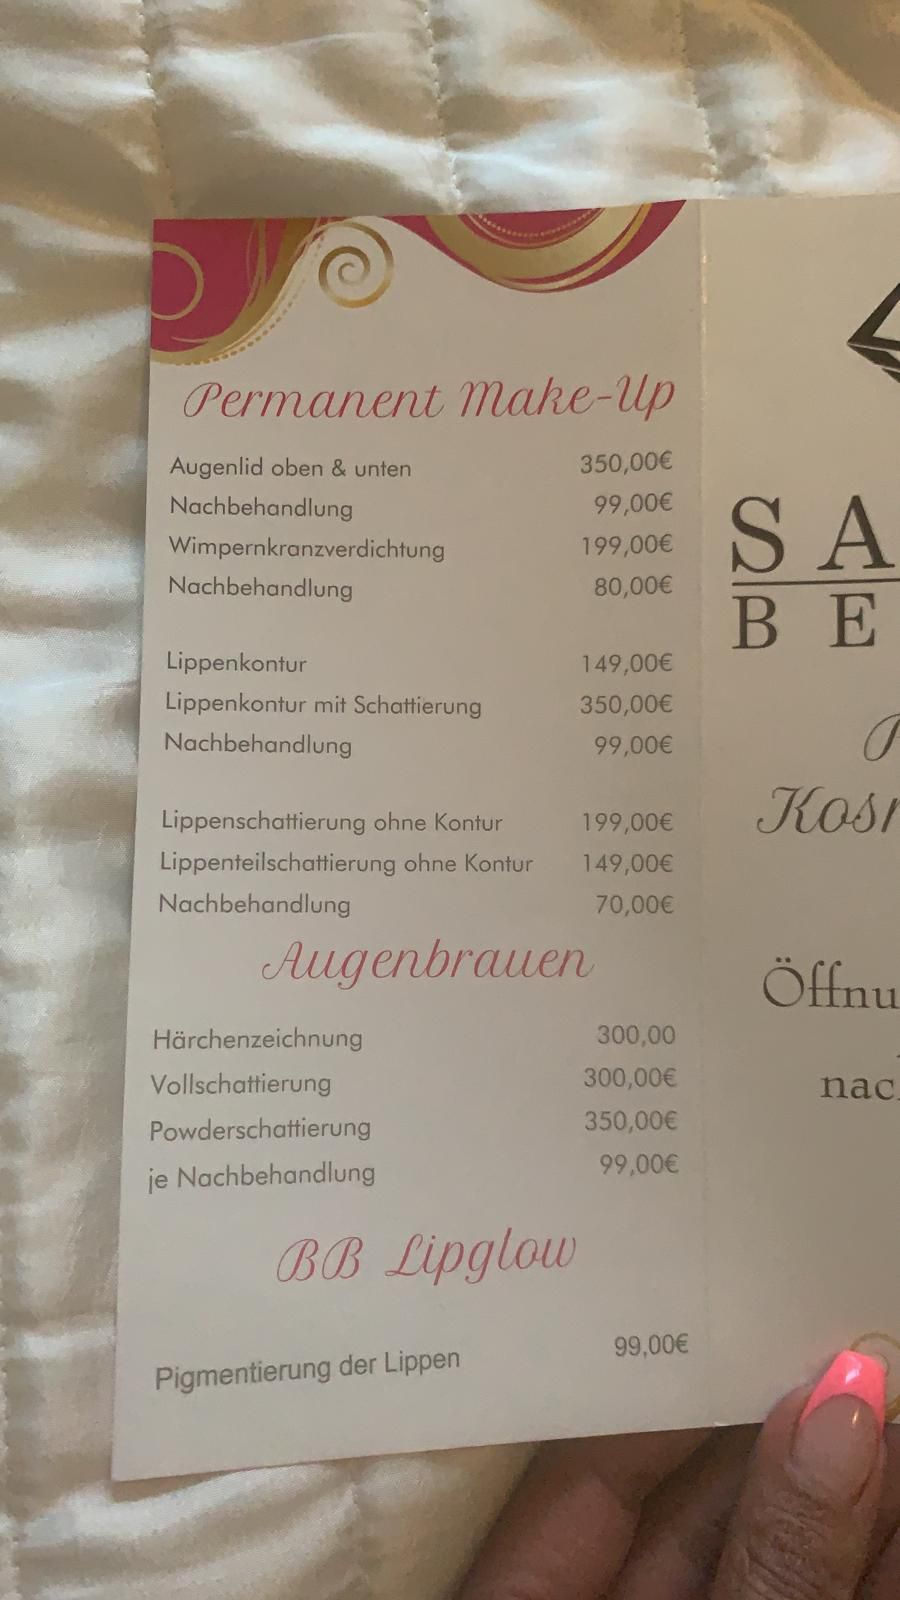 Permanent Make-Up
Augenlid oben & unten 350,00€
Nachbehandlung 99,00€
Wimpernkranzverdichtung 199,00€
Nachbehandlung 80,00€
Lippenkontur 149,00€
Lippenkontur mit Schattierung 350,00€
Nachbehandlung 99,00€
Lippenschattierung ohne Kontur 199,00€
Lippenteilschattierung ohne Kontur 149,00€
Nachbehandlung 70,00€
Augenbrauen
Härchenzeichnung 300,00
Vollschattierung 300,00€
Powderschattierung 350,00€
je Nachbehandlung 99,00€
BB Lipglow
Pigmentierung der Lippen 99,00€
S A
B E
Kos
Öffnu
nac